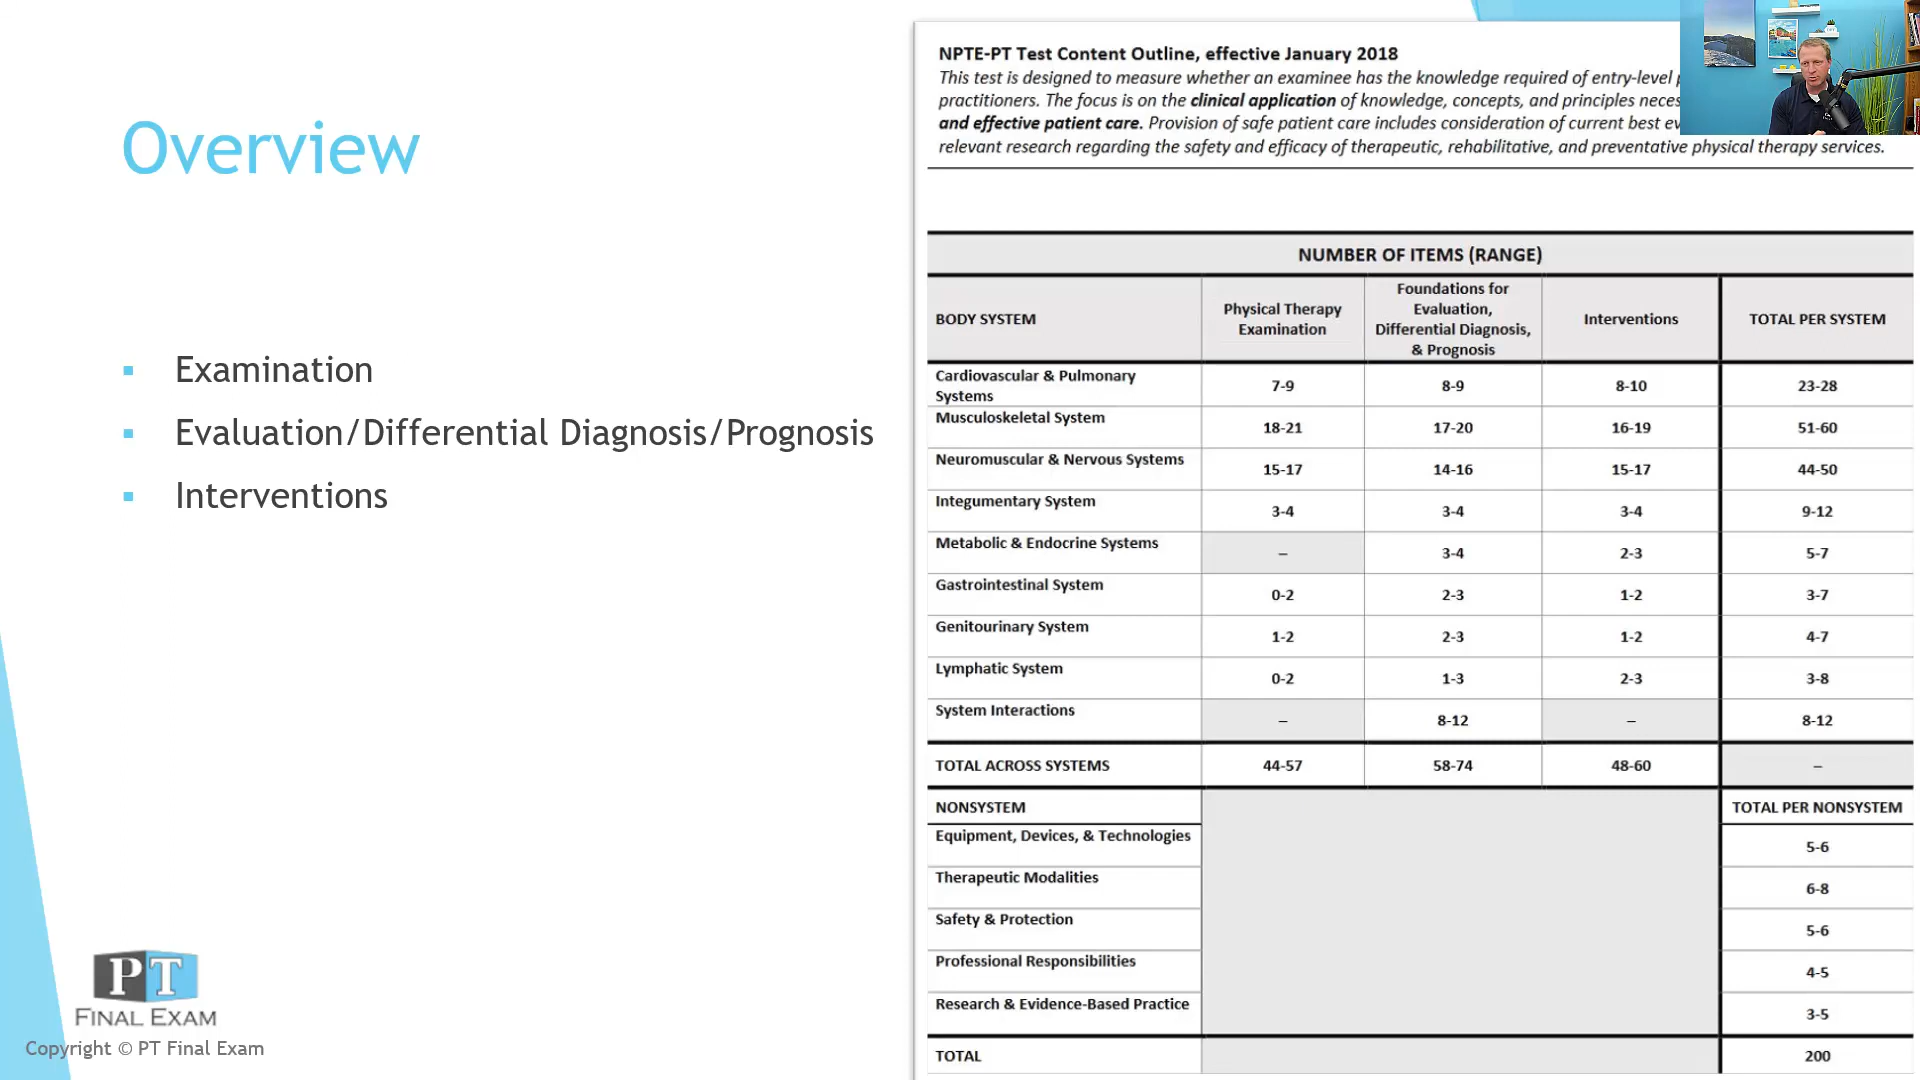 Overview
▪ Examination
▪ Evaluation/Differential Diagnosis/Prognosis
▪ Interventions
PT
FINAL EXAM
Copyright © PT Final Exam
NPTE-PT Test Content Outline, effective January 2018
This test is designed to measure whether an examinee has the knowledge required of entry-level
practitioners. The focus is on the clinical application of knowledge, concepts, and principles
and effective patient care. Provision of safe patient care includes consideration of current best
relevant research regarding the safety and efficacy of therapeutic, rehabilitative, and preventative physical therapy services.
NUMBER OF ITEMS (RANGE)
BODY SYSTEM
Physical Therapy
Examination
Foundations for
Evaluation,
Differential Diagnosis,
& Prognosis
Interventions
TOTAL PER SYSTEM
Cardiovascular & Pulmonary
Systems
7-9 8-9 8-10 23-28
Musculoskeletal System
18-21 17-20 16-19 51-60
Neuromuscular & Nervous Systems
15-17 14-16 15-17 44-50
Integumentary System
3-4 3-4 3-4 9-12
Metabolic & Endocrine Systems
– 3-4 2-3 5-7
Gastrointestinal System
0-2 2-3 1-2 3-7
Genitourinary System
1-2 2-3 1-2 4-7
Lymphatic System
0-2 1-3 2-3 3-8
System Interactions
– 8-12 – 8-12
TOTAL ACROSS SYSTEMS 44-57 58-74 48-60 –
NONSYSTEM TOTAL PER NONSYSTEM
Equipment, Devices, & Technologies
5-6
Therapeutic Modalities
6-8
Safety & Protection
5-6
Professional Responsibilities
4-5
Research & Evidence-Based Practice
3-5
TOTAL 200